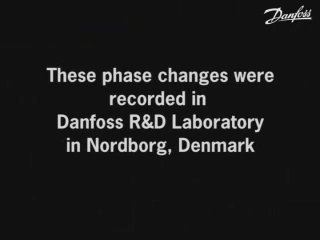 Danfoss
These phase changes were
recorded in
Danfoss R&D Laboratory
in Nordborg, Denmark